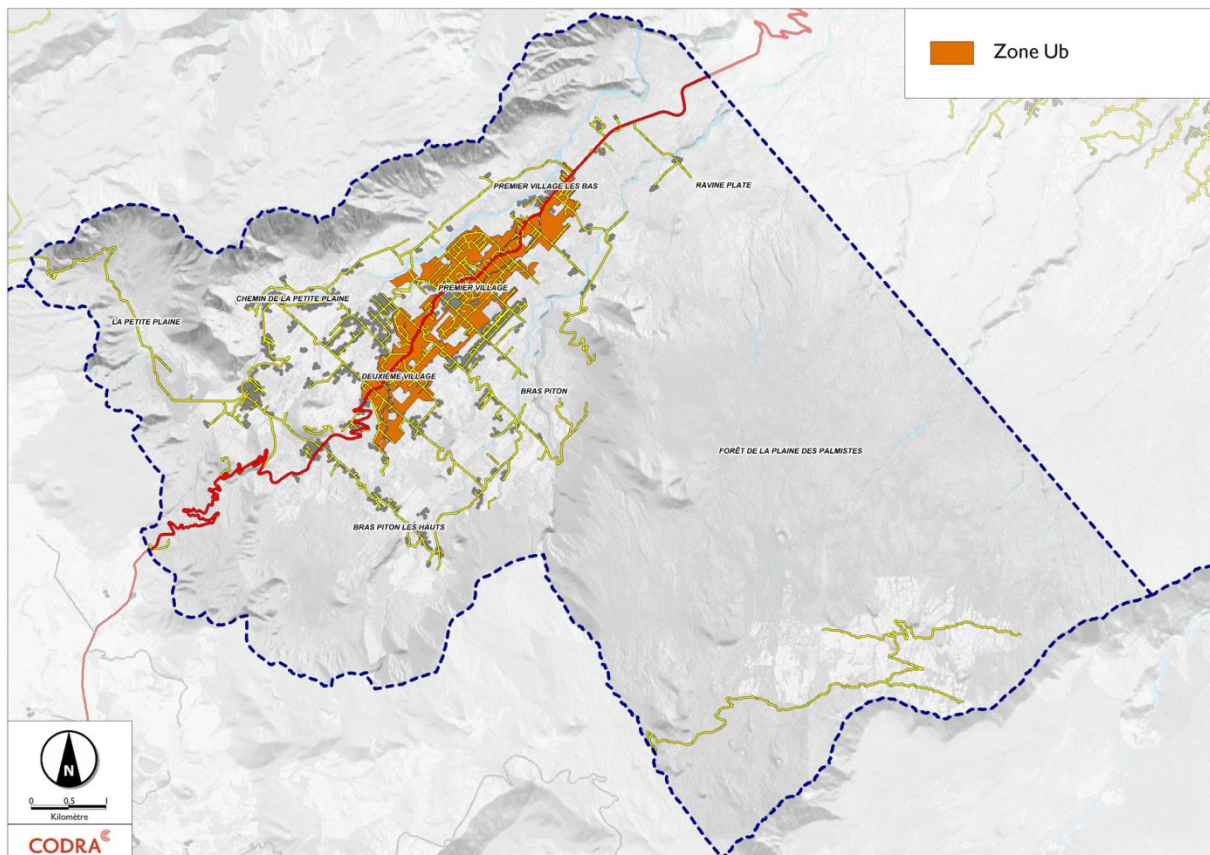 Zone Ub
PREMIER VILLAGE LES BAS
RAVINE PLATE
PREMIER VILLAGE
CHEMIN DE LA PETITE PLAINE
LA PETITE PLAINE
DEUXIEME VILLAGE
BRAS PITON
FORÊT DE LA PLAINE DES PALMISTES
BRAS PITON LES HAUTS
N
0 0,5 1
Kilomètre
CODRA